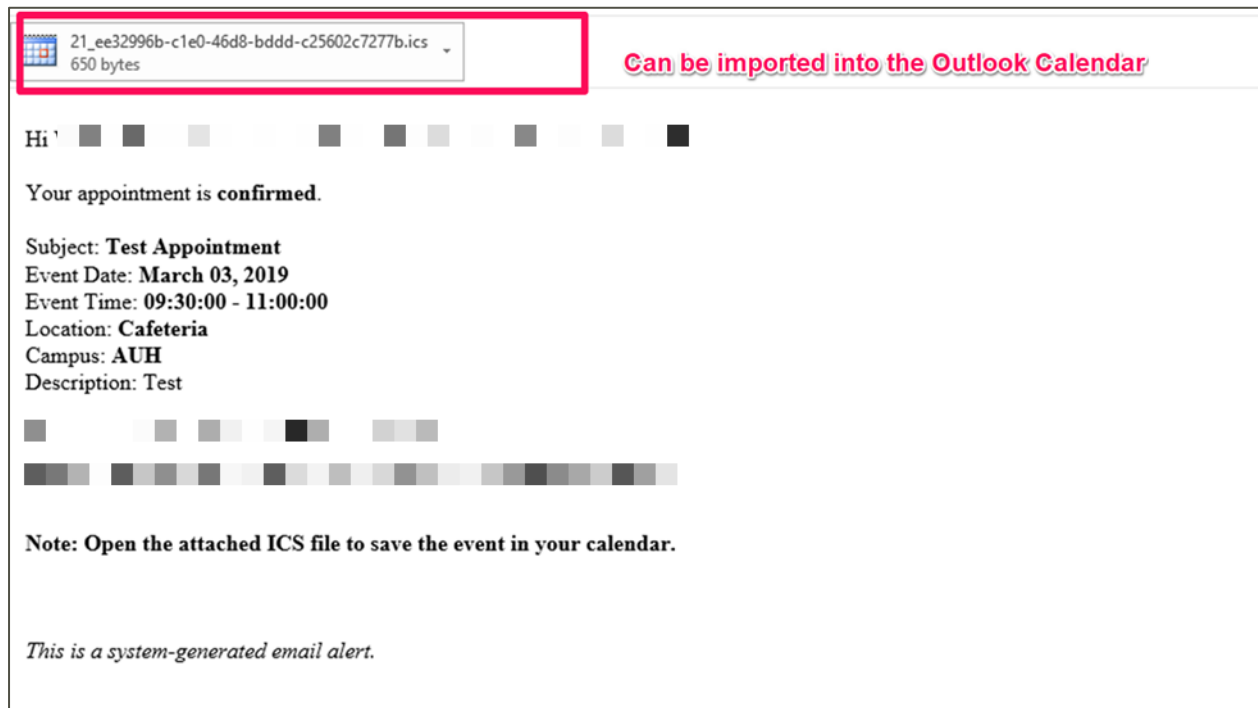 21_ee32996b-c1e0-46d8-bddd-c25602c7277b.ics
650 bytes
Can be imported into the Outlook Calendar
Hi
Your appointment is confirmed.
Subject: Test Appointment
Event Date: March 03, 2019
Event Time: 09:30:00 - 11:00:00
Location: Cafeteria
Campus: AUH
Description: Test
Note: Open the attached ICS file to save the event in your calendar.
This is a system-generated email alert.